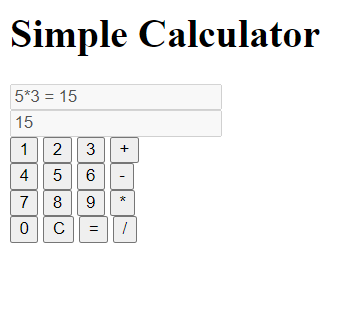 Simple Calculator
5*3 = 15
15
1 2 3 +
4 5 6 -
7 8 9 *
0 C = /